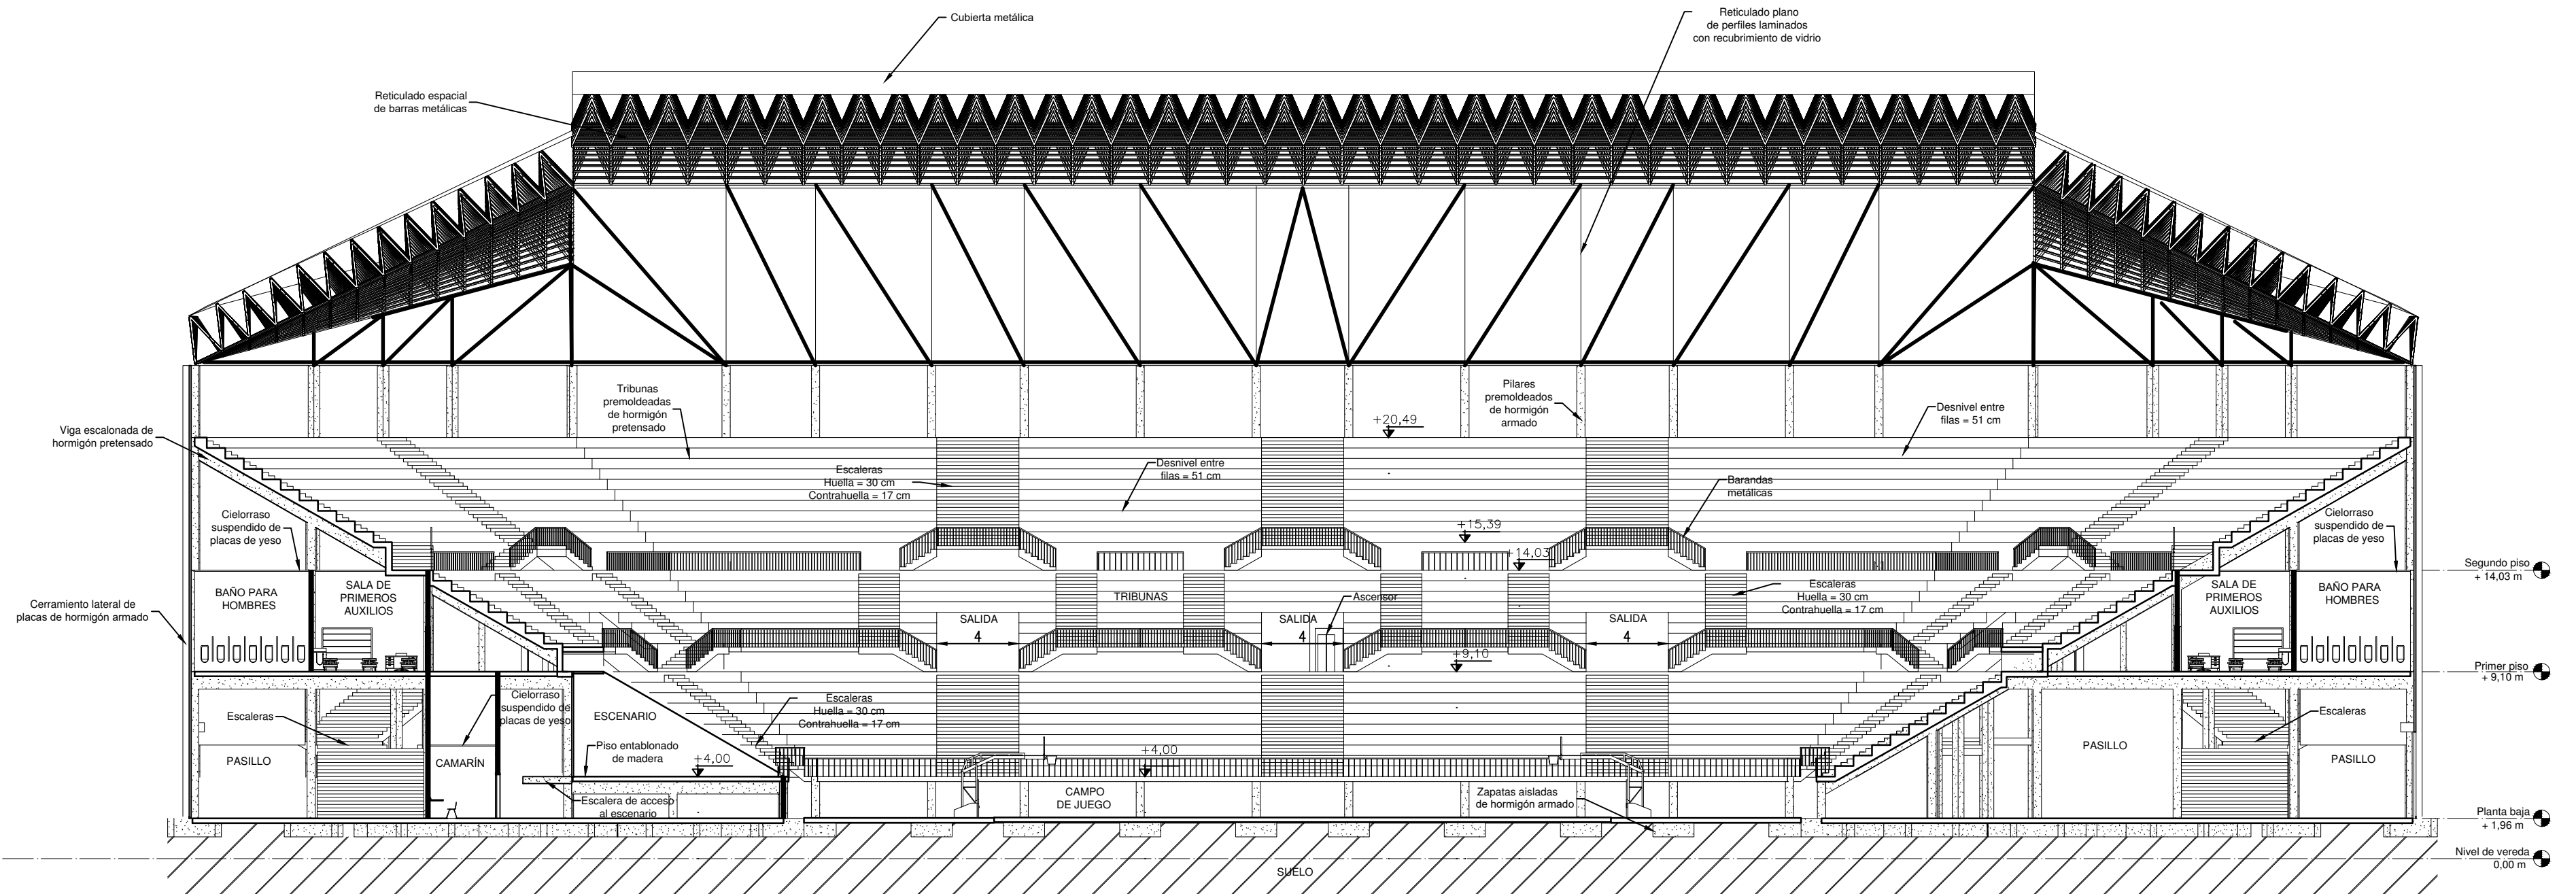 Cubierta metálica
Reticulado plano
de perfiles laminados
con recubrimiento de vidrio
Reticulado espacial
de barras metálicas
Tribunas
premoldeadas
de hormigón
pretensado
Pilares
premoldeados
de hormigón
armado
+20,49
Desnivel entre
filas = 51 cm
Viga escalonada de
hormigón pretensado
Escaleras
Huella = 30 cm
Contrahuella = 17 cm
Desnivel entre
filas = 51 cm
Barandas
metálicas
Cielorraso
suspendido de
placas de yeso
+15,39
+14,03
Cielorraso
suspendido de
placas de yeso
Segundo piso
+ 14,03 m
BAÑO PARA
HOMBRES
SALA DE
PRIMEROS
AUXILIOS
TRIBUNAS
Ascensor
Escaleras
Huella = 30 cm
Contrahuella = 17 cm
SALA DE
PRIMEROS
AUXILIOS
BAÑO PARA
HOMBRES
Cerramiento lateral de
placas de hormigón armado
SALIDA
4
SALIDA
4
SALIDA
4
+9,10
Primer piso
+ 9,10 m
Escaleras
Cielorraso
suspendido de
placas de yeso
ESCENARIO
Escaleras
Huella = 30 cm
Contrahuella = 17 cm
Escaleras
PASILLO
CAMARÍN
Piso entablonado
de madera
+4,00
+4,00
PASILLO
PASILLO
Escalera de acceso
al escenario
CAMPO
DE JUEGO
Zapatas aisladas
de hormigón armado
Planta baja
+ 1,96 m
Nivel de vereda
0,00 m
SUELO